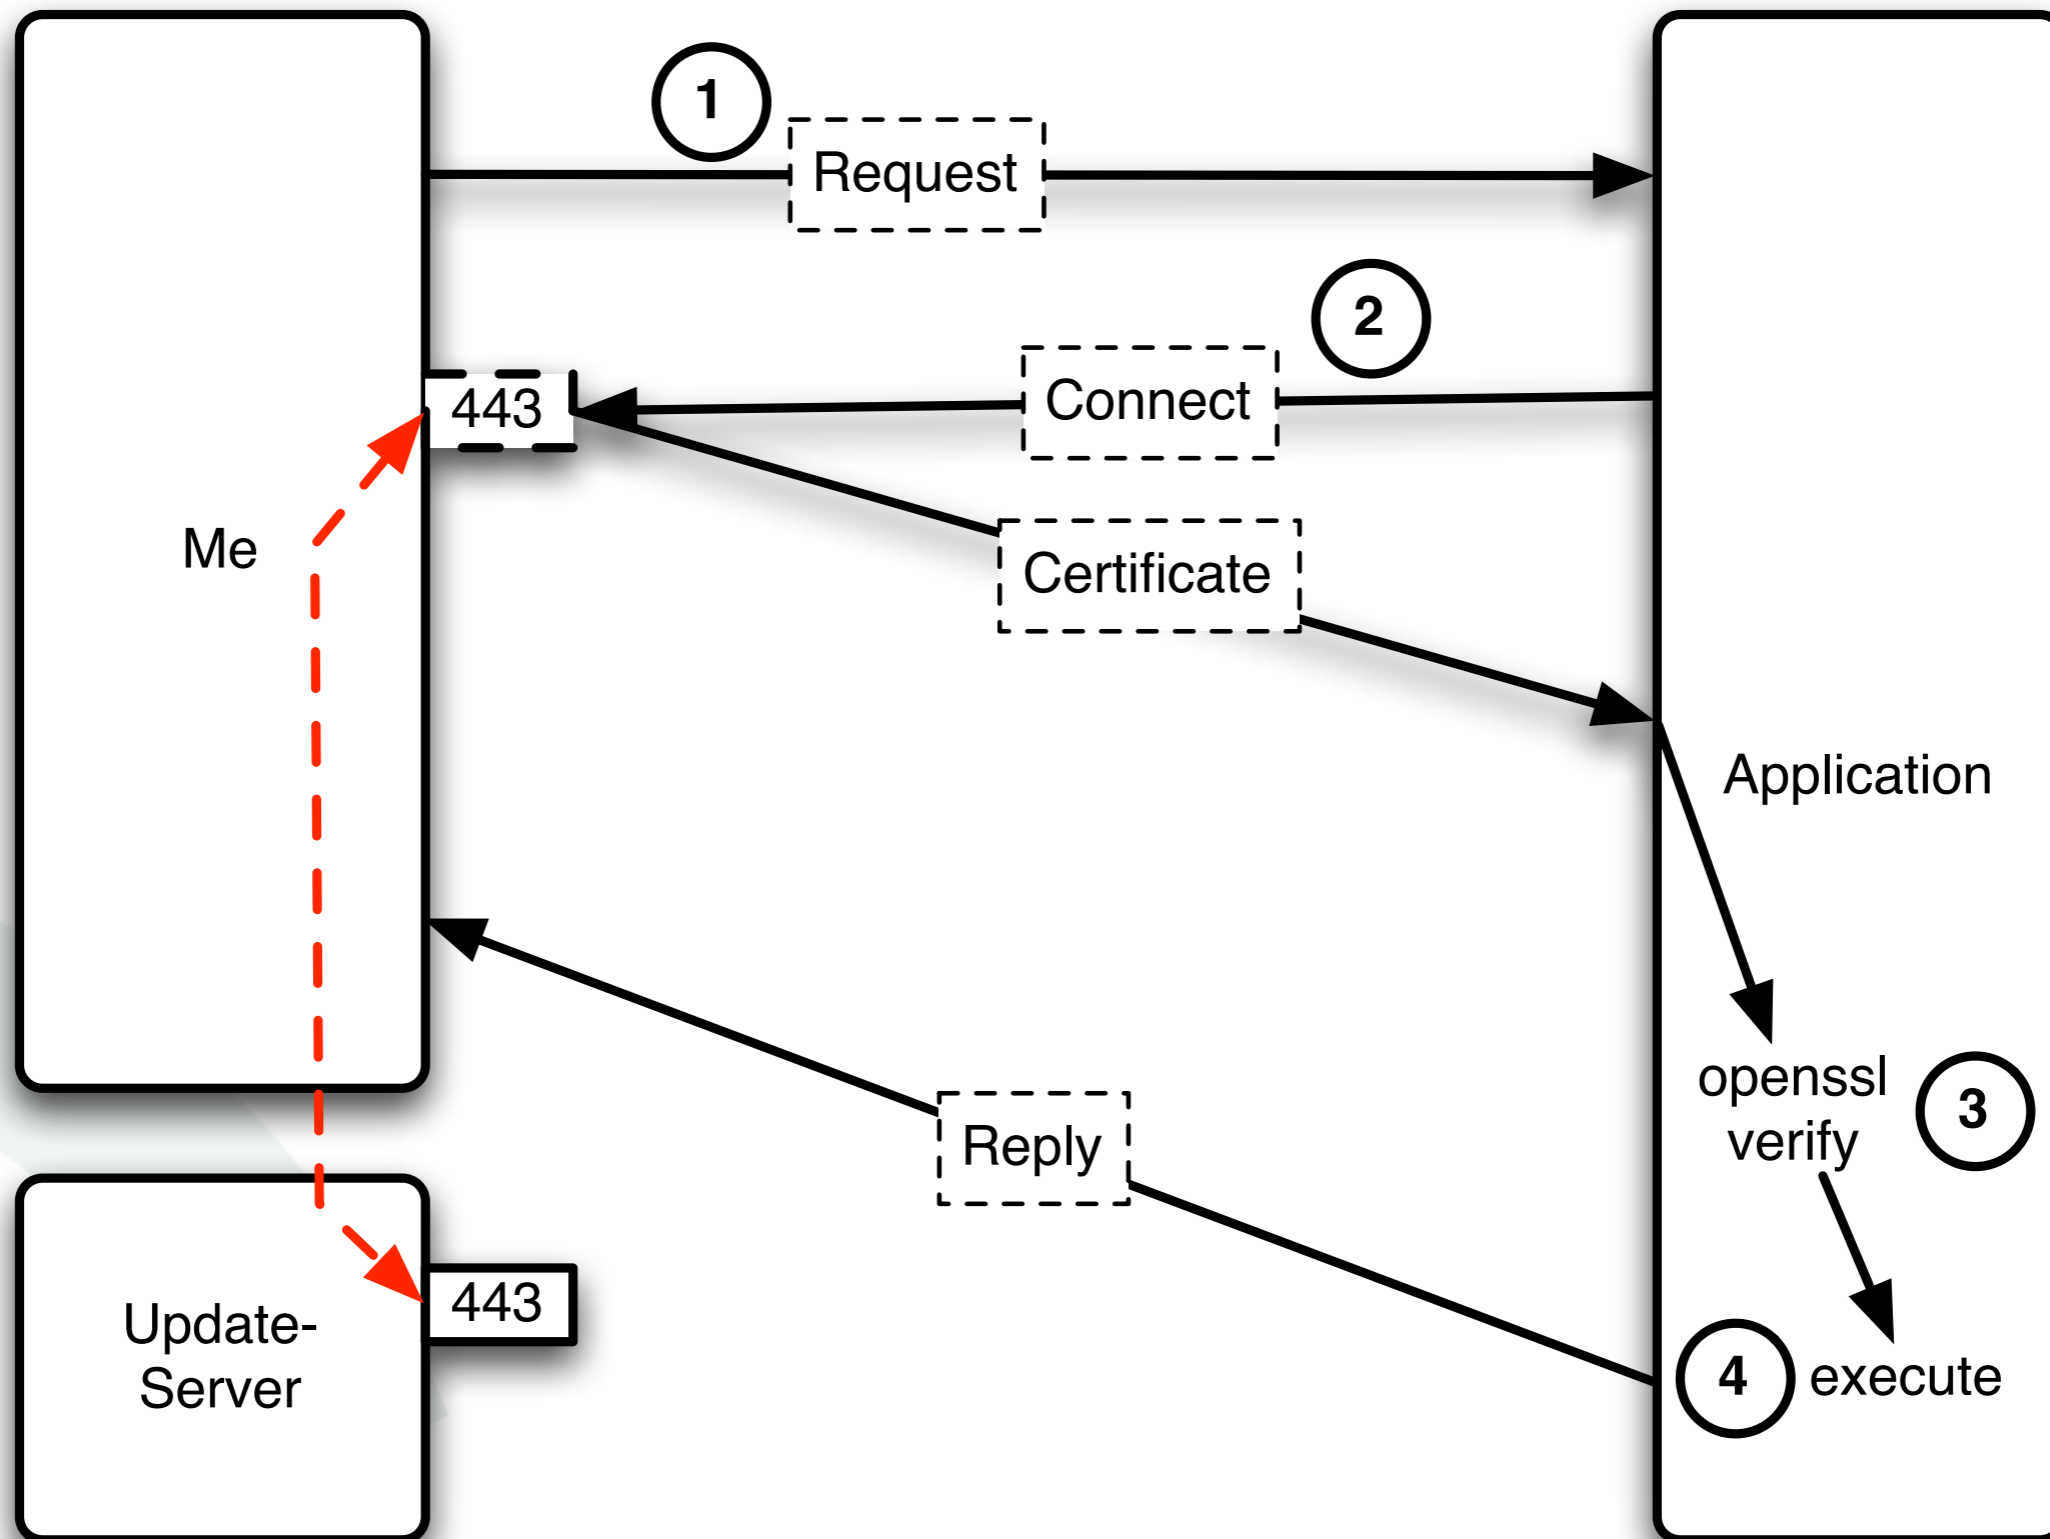 1
Request
2
Connect
443
Me
Certificate
Application
openssl
verify
3
Reply
443
Update-
Server
4
execute